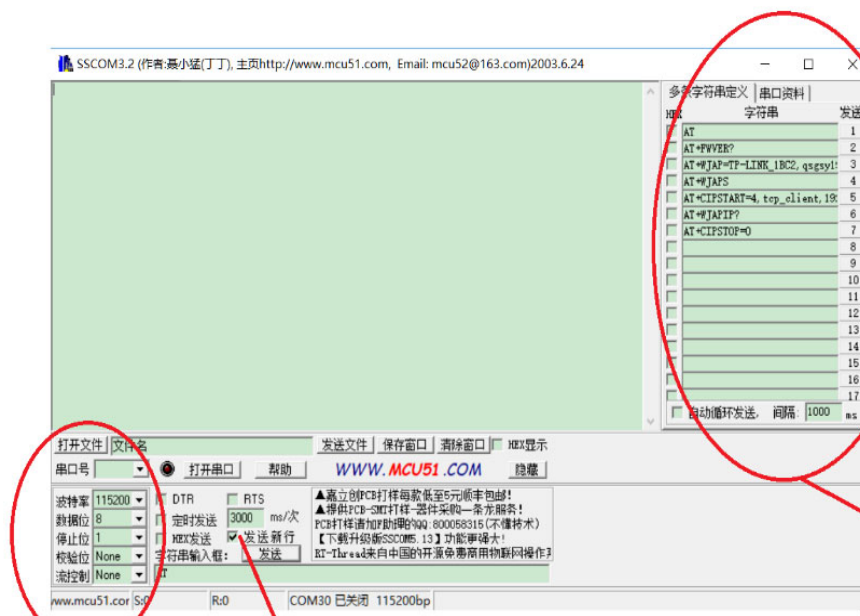 SSCOM3.2 (作者:聂小猛(丁丁), 主页http://www.mcu51.com, Email: mcu52@163.com)2003.6.24
多条字符串定义 串口资料
HEX 字符串 发送
AT 1
AT+FWVER? 2
AT+WJAP=TP-LINK_1BC2, qsgsy1 3
AT+WJAPS 4
AT+CIPSTART=4, tcp_client, 19 5
AT+WJAPIP? 6
AT+CIPSTOP=0 7
8
9
10
11
12
13
14
15
16
17
自动循环发送, 间隔: 1000 ms
打开文件 文件名 发送文件 保存窗口 清除窗口 HEX显示
串口号 打开串口 帮助 WWW.MCU51.COM 隐藏
波特率 115200 DTR RTS
数据位 8 定时发送 3000 ms/次
停止位 1 HEX发送 发送新行
校验位 None 字符串输入框: 发送
流控制 None AT
▲嘉立创PCB打样每款低至5元顺丰包邮!
▲提供PCB-SMT打样-器件采购一条龙服务!
PCB打样请加F助理的QQ:800058315(不懂技术)
【下载升级版SSCOM5.13】功能更强大!
RT-Thread来自中国的开源免费商用物联网操作
www.mcu51.cor S:0 R:0 COM30 已关闭 115200bp